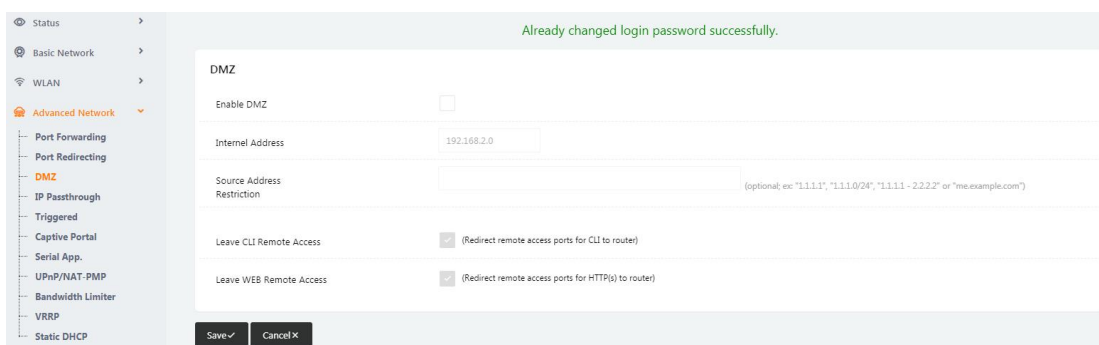 Status
Basic Network
WLAN
Advanced Network
Port Forwarding
Port Redirecting
DMZ
IP Passthrough
Triggered
Captive Portal
Serial App.
UPnP/NAT-PMP
Bandwidth Limiter
VRRP
Static DHCP
Already changed login password successfully.
DMZ
Enable DMZ
Internel Address
192.168.2.0
Source Address
Restriction
(optional; ex: "1.1.1.1", "1.1.1.0/24", "1.1.1.1 - 2.2.2.2" or "me.example.com")
Leave CLI Remote Access
(Redirect remote access ports for CLI to router)
Leave WEB Remote Access
(Redirect remote access ports for HTTP(s) to router)
Save
Cancel